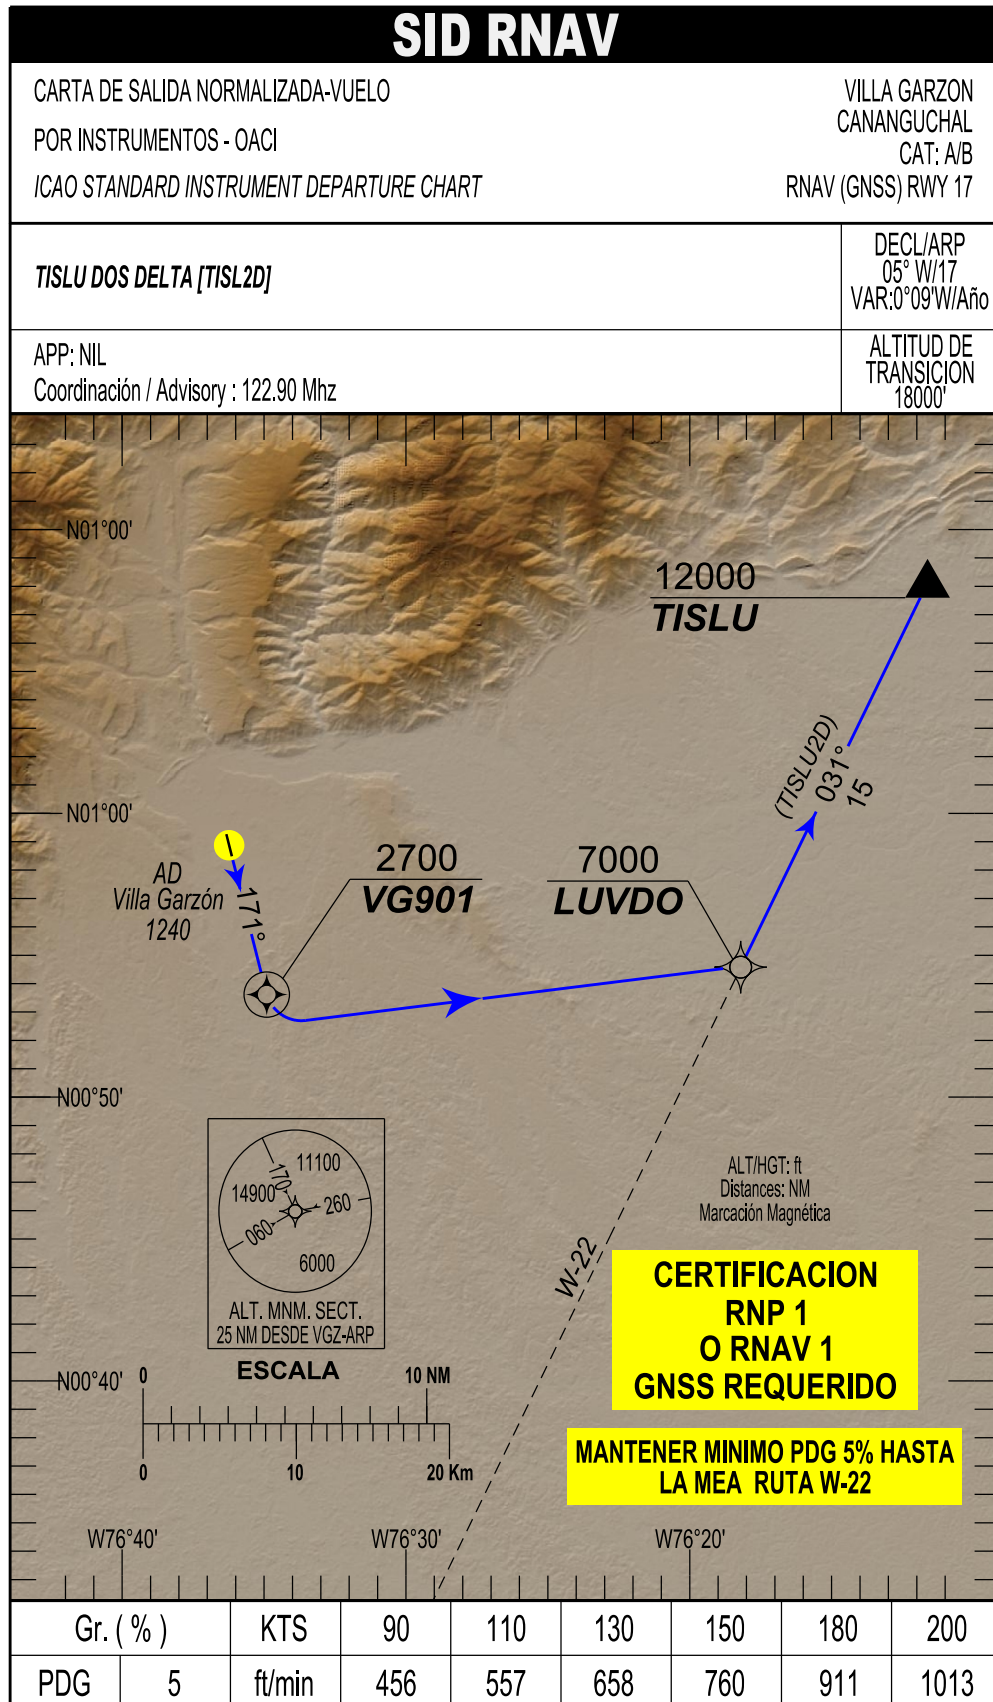 SID RNAV
CARTA DE SALIDA NORMALIZADA-VUELO
POR INSTRUMENTOS - OACI
ICAO STANDARD INSTRUMENT DEPARTURE CHART
VILLA GARZON
CANANGUCHAL
CAT: A/B
RNAV (GNSS) RWY 17
TISLU DOS DELTA [TISL2D]
DECL/ARP
05° W/17
VAR:0°09'W/Año
APP: NIL
Coordinación / Advisory : 122.90 Mhz
ALTITUD DE
TRANSICION
18000'
N01°00'
12000
TISLU
(TISLU2D)
031°
15
N01°00'
AD
Villa Garzón
1240
171°
2700
VG901
7000
LUVDO
N00°50'
11100
170
14900
260
060
6000
ALT. MNM. SECT.
25 NM DESDE VGZ-ARP
ALT/HGT: ft
Distances: NM
Marcación Magnética
W-22
CERTIFICACION
RNP 1
O RNAV 1
GNSS REQUERIDO
ESCALA
N00°40'
0 10 NM
0 10 20 Km
MANTENER MINIMO PDG 5% HASTA
LA MEA RUTA W-22
W76°40' W76°30' W76°20'
Gr. ( % ) KTS 90 110 130 150 180 200
PDG 5 ft/min 456 557 658 760 911 1013